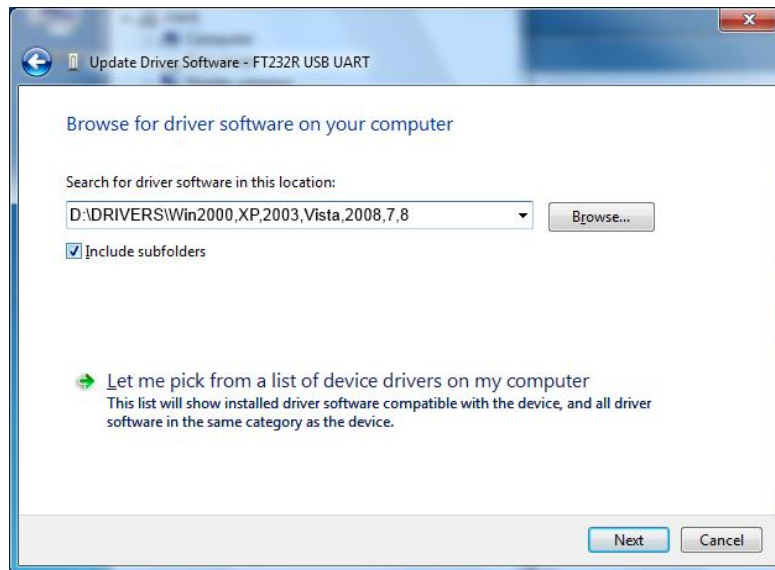 Computer
Update Driver Software - FT232R USB UART
Browse for driver software on your computer
Search for driver software in this location:
D:\DRIVERS\Win2000,XP,2003,Vista,2008,7,8
Browse...
Include subfolders
Let me pick from a list of device drivers on my computer
This list will show installed driver software compatible with the device, and all driver
software in the same category as the device.
Next
Cancel